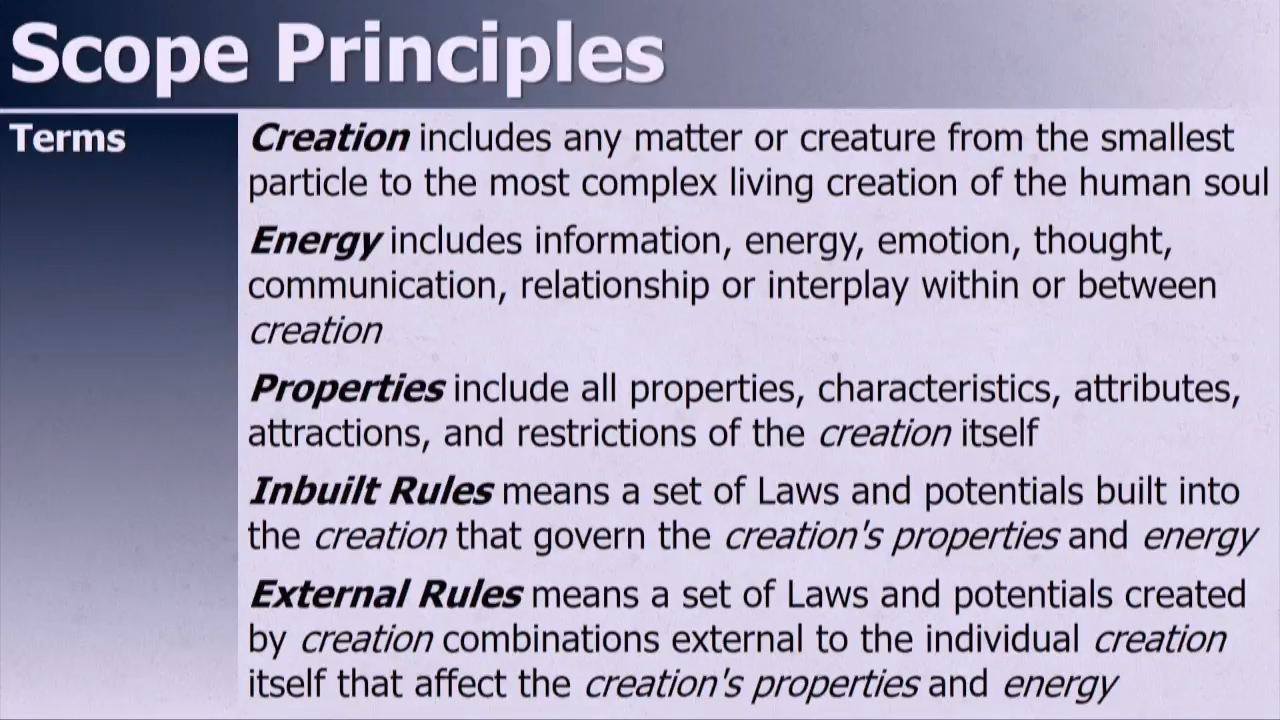 Scope Principles
Terms
Creation includes any matter or creature from the smallest
particle to the most complex living creation of the human soul
Energy includes information, energy, emotion, thought,
communication, relationship or interplay within or between
creation
Properties include all properties, characteristics, attributes,
attractions, and restrictions of the creation itself
Inbuilt Rules means a set of Laws and potentials built into
the creation that govern the creation's properties and energy
External Rules means a set of Laws and potentials created
by creation combinations external to the individual creation
itself that affect the creation's properties and energy